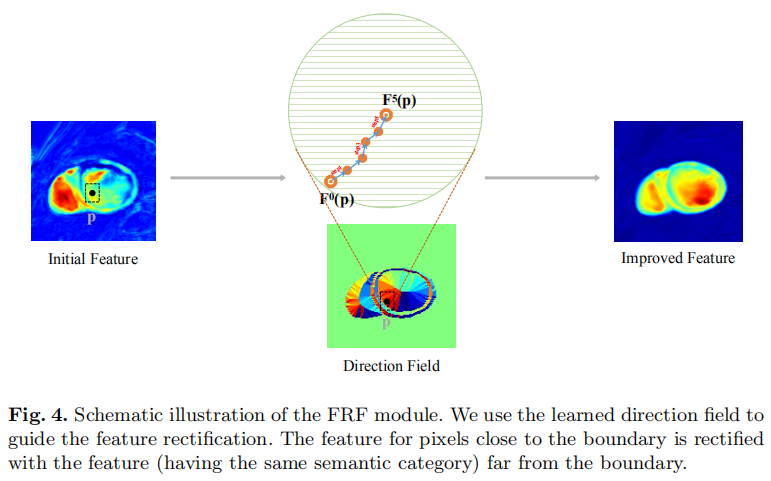 F⁵(p)
F⁰(p)
p
Initial Feature
Improved Feature
p
Direction Field
Fig. 4. Schematic illustration of the FRF module. We use the learned direction field to
guide the feature rectification. The feature for pixels close to the boundary is rectified
with the feature (having the same semantic category) far from the boundary.